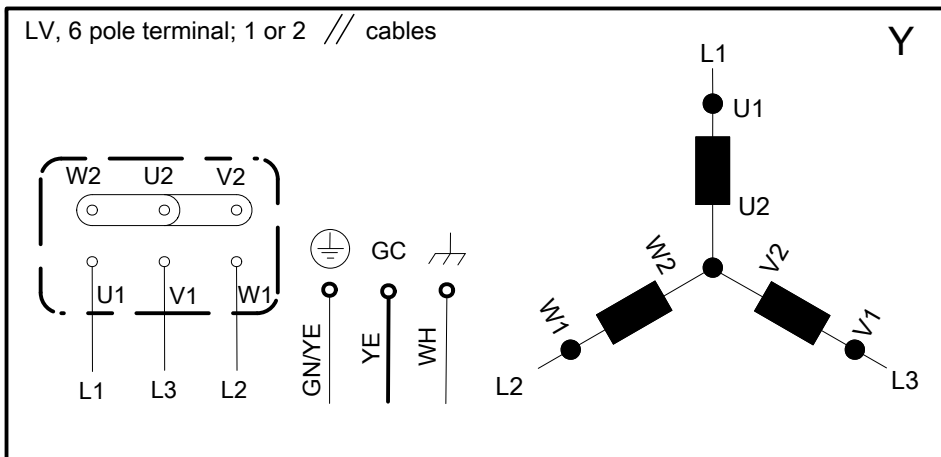 LV, 6 pole terminal; 1 or 2 // cables
Y
W2 U2 V2
U1 V1 W1
L1 L3 L2
GC
GN/YE YE WH
L1
U1
U2
W2 V2
W1 V1
L2 L3